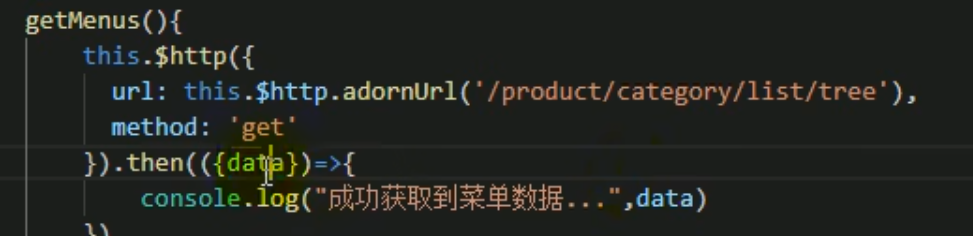 getMenus(){
this.$http({
url: this.$http.adornUrl('/product/category/list/tree'),
method: 'get'
}).then(({data})=>{
console.log("成功获取到菜单数据...",data)
})